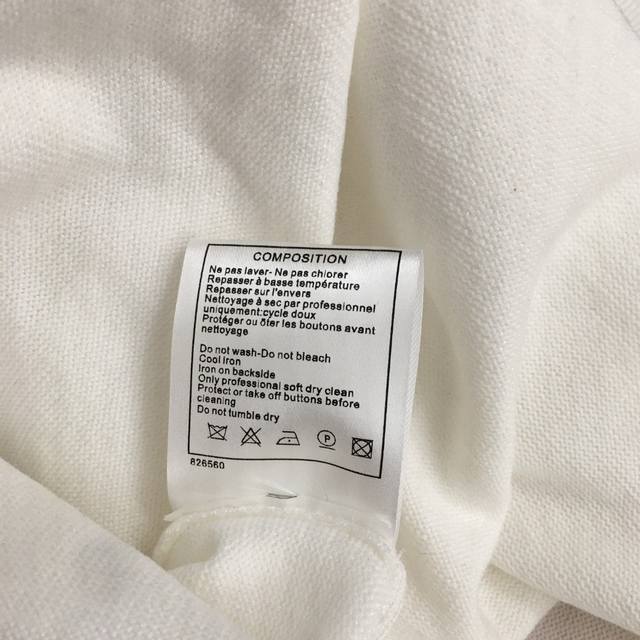 COMPOSITION
Ne pas laver- Ne pas chlorer
Repasser à basse température
Repasser sur l'envers
Nettoyage à sec par professionnel
uniquement:cycle doux
Protéger ou ôter les boutons avant
nettoyage
Do not wash-Do not bleach
Cool iron
Iron on backside
Only professional soft dry clean
Protect or take off buttons before
cleaning
Do not tumble dry
P
826560